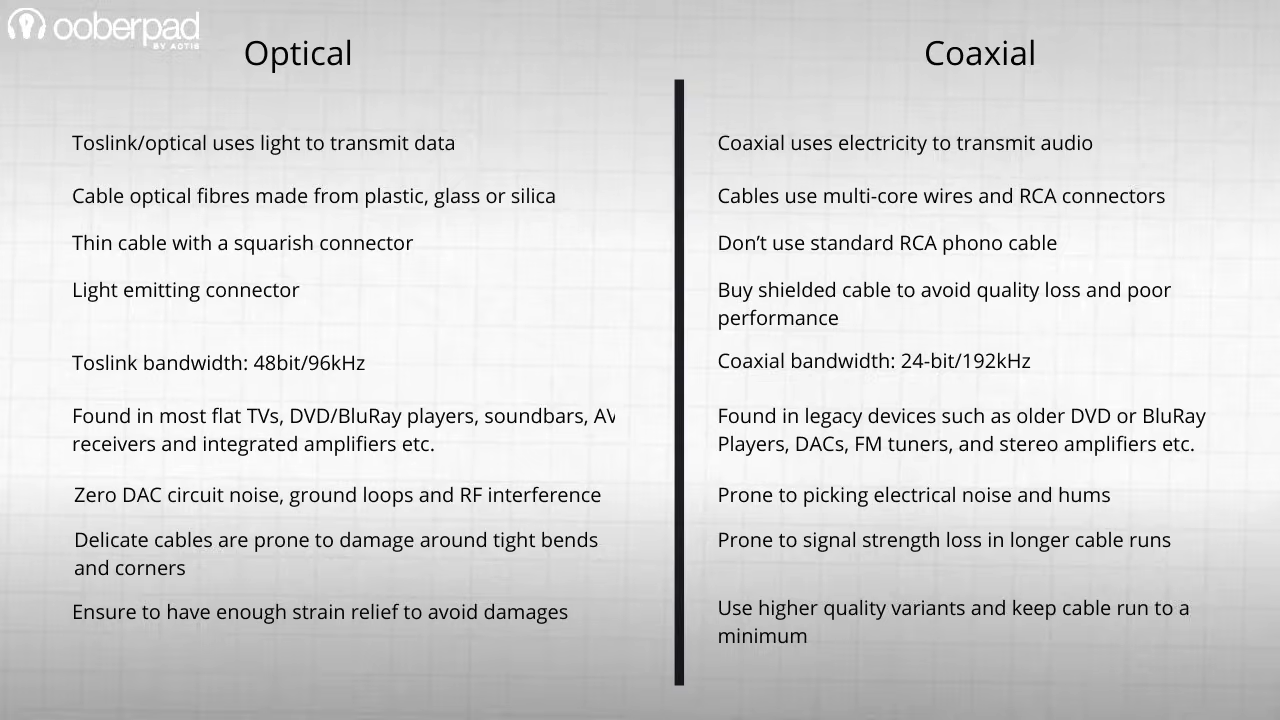 ooberpad
BY AOTIS
Optical
Coaxial
Toslink/optical uses light to transmit data
Cable optical fibres made from plastic, glass or silica
Thin cable with a squarish connector
Light emitting connector
Toslink bandwidth: 48bit/96kHz
Found in most flat TVs, DVD/BluRay players, soundbars, AV
receivers and integrated amplifiers etc.
Zero DAC circuit noise, ground loops and RF interference
Delicate cables are prone to damage around tight bends
and corners
Ensure to have enough strain relief to avoid damages
Coaxial uses electricity to transmit audio
Cables use multi-core wires and RCA connectors
Don’t use standard RCA phono cable
Buy shielded cable to avoid quality loss and poor
performance
Coaxial bandwidth: 24-bit/192kHz
Found in legacy devices such as older DVD or BluRay
Players, DACs, FM tuners, and stereo amplifiers etc.
Prone to picking electrical noise and hums
Prone to signal strength loss in longer cable runs
Use higher quality variants and keep cable run to a
minimum